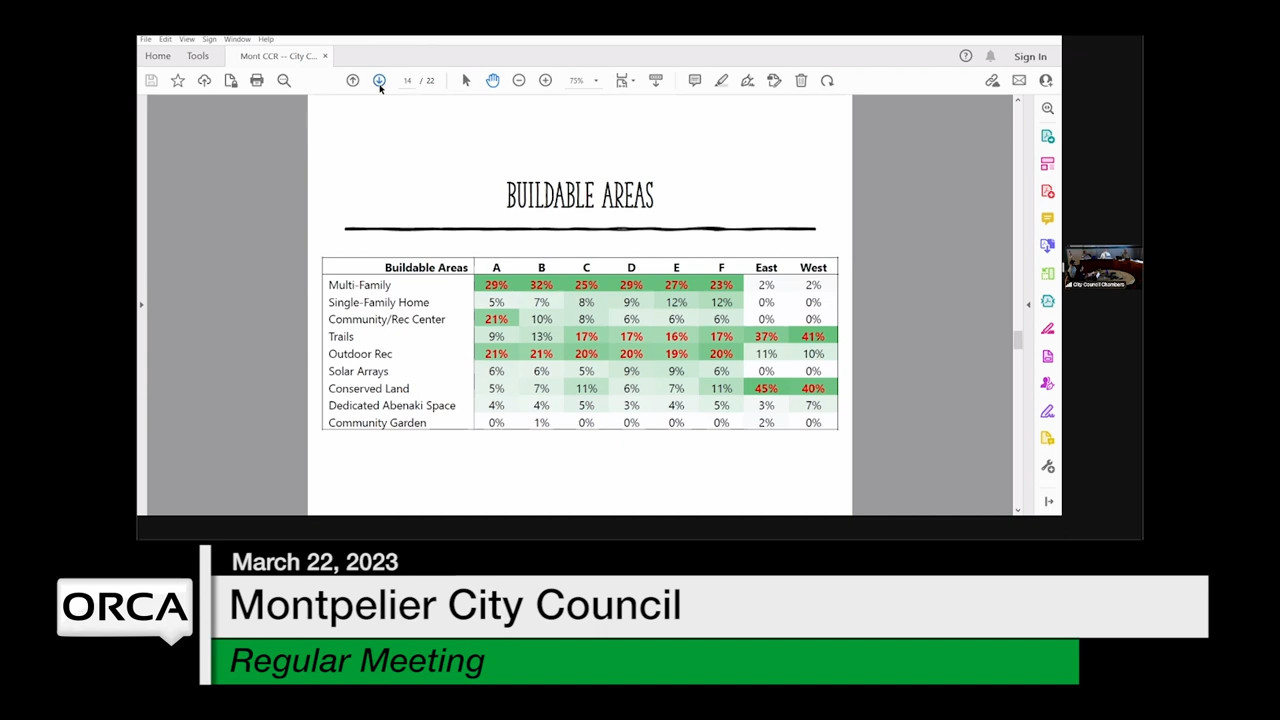 File Edit View Sign Window Help
Home Tools Mont CCR -- City C... × Sign In
14 / 22 75%
BUILDABLE AREAS
Buildable Areas A B C D E F East West
Multi-Family 29% 32% 25% 29% 27% 23% 2% 2%
Single-Family Home 5% 7% 8% 9% 12% 12% 0% 0%
Community/Rec Center 21% 10% 8% 6% 6% 6% 0% 0%
Trails 9% 13% 17% 17% 16% 17% 37% 41%
Outdoor Rec 21% 21% 20% 20% 19% 20% 11% 10%
Solar Arrays 6% 6% 5% 9% 9% 6% 0% 0%
Conserved Land 5% 7% 11% 6% 7% 11% 45% 40%
Dedicated Abenaki Space 4% 4% 5% 3% 4% 5% 3% 7%
Community Garden 0% 1% 0% 0% 0% 0% 2% 0%
City Council Chambers
March 22, 2023
ORCA
Montpelier City Council
Regular Meeting